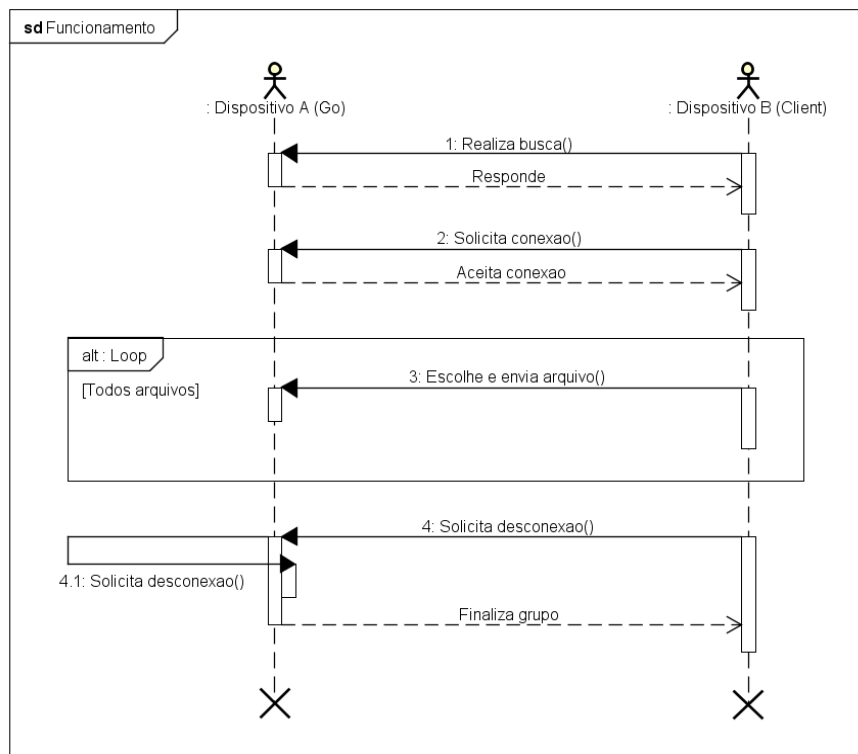 sd Funcionamento
: Dispositivo A (Go)
: Dispositivo B (Client)
1: Realiza busca()
Responde
2: Solicita conexao()
Aceita conexao
alt : Loop
[Todos arquivos]
3: Escolhe e envia arquivo()
4: Solicita desconexao()
4.1: Solicita desconexao()
Finaliza grupo